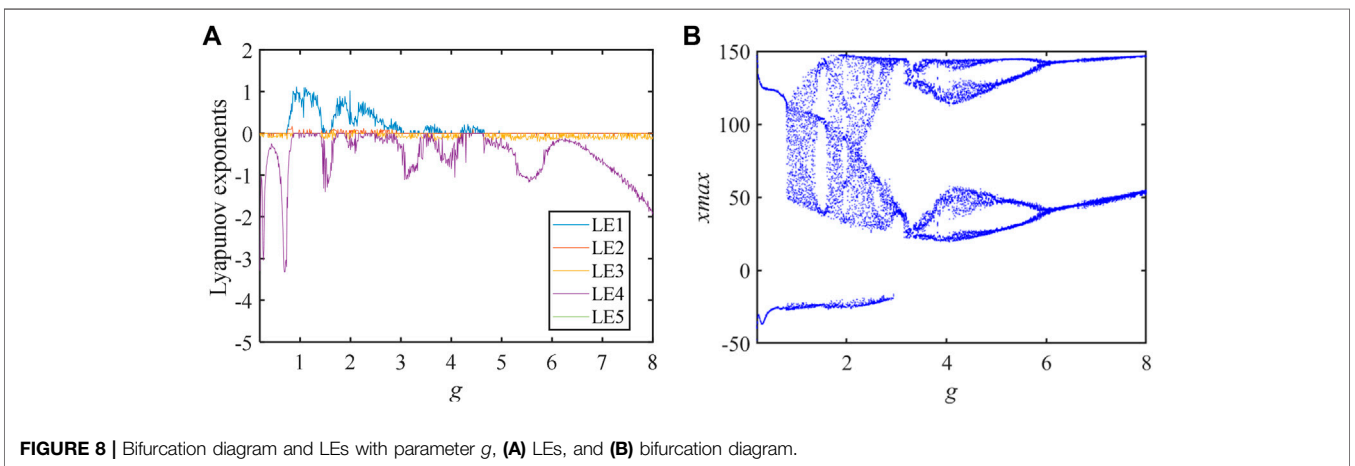 A
B
2
1
0
-1
-2
-3
-4
-5
Lyapunov exponents
LE1
LE2
LE3
LE4
LE5
1 2 3 4 5 6 7 8
g
150
100
50
0
-50
xmax
2 4 6 8
g
FIGURE 8 | Bifurcation diagram and LEs with parameter g, (A) LEs, and (B) bifurcation diagram.